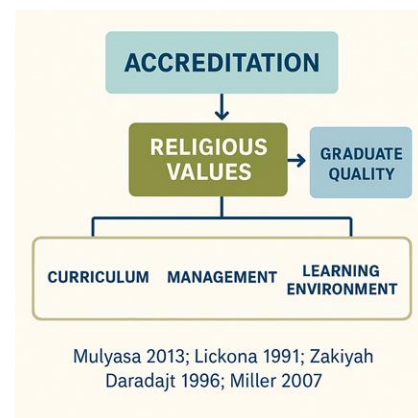 ACCREDITATION
RELIGIOUS
VALUES
GRADUATE
QUALITY
CURRICULUM
MANAGEMENT
LEARNING
ENVIRONMENT
Mulyasa 2013; Lickona 1991; Zakiyah
Daradajt 1996; Miller 2007